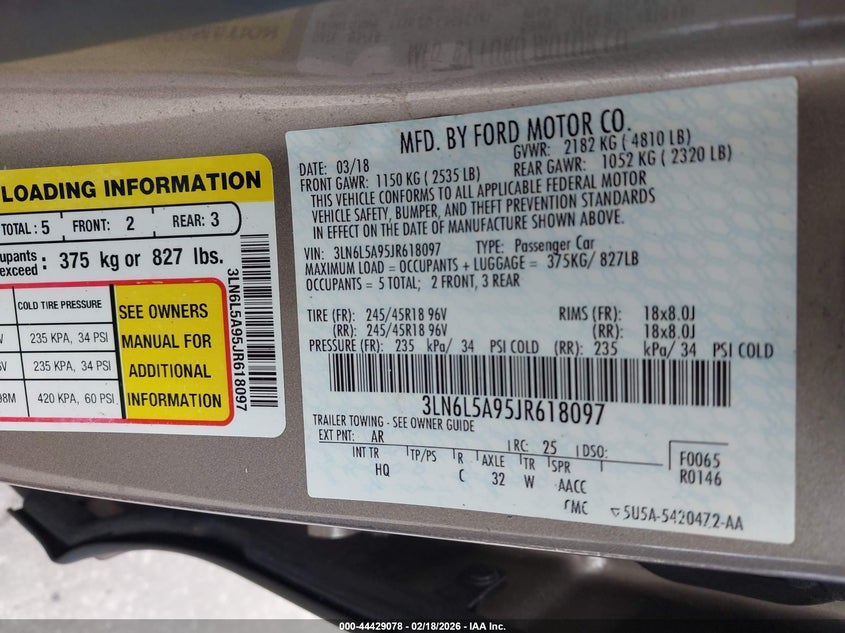 LOADING INFORMATION
TOTAL : 5 FRONT: 2 REAR: 3
upants
exceed : 375 kg or 827 lbs.
COLD TIRE PRESSURE
235 KPA, 34 PSI
235 KPA, 34 PSI
98M 420 KPA, 60 PSI
SEE OWNERS
MANUAL FOR
ADDITIONAL
INFORMATION
3LN6L5A95JR618097
MFD. BY FORD MOTOR CO.
DATE: 03/18 GVWR: 2182 KG ( 4810 LB)
FRONT GAWR: 1150 KG ( 2535 LB) REAR GAWR: 1052 KG ( 2320 LB)
THIS VEHICLE CONFORMS TO ALL APPLICABLE FEDERAL MOTOR
VEHICLE SAFETY, BUMPER, AND THEFT PREVENTION STANDARDS
IN EFFECT ON THE DATE OF MANUFACTURE SHOWN ABOVE.
VIN: 3LN6L5A95JR618097 TYPE: Passenger Car
MAXIMUM LOAD = OCCUPANTS + LUGGAGE = 375KG/ 827LB
OCCUPANTS = 5 TOTAL; 2 FRONT, 3 REAR
TIRE (FR): 245/45R18 96V RIMS (FR): 18x8.0J
(RR): 245/45R18 96V (RR): 18x8.0J
PRESSURE (FR): 235 kPa/ 34 PSI COLD (RR): 235 kPa/ 34 PSI COLD
3LN6L5A95JR618097
TRAILER TOWING - SEE OWNER GUIDE
EXT PNT: AR RC: 25 DSO: F0065
INT TR TP/PS R AXLE TR SPR R0146
HQ C 32 W AACC
CMC 5U5A-5420472-AA
000-44429078 - 02/18/2026 - IAA Inc.